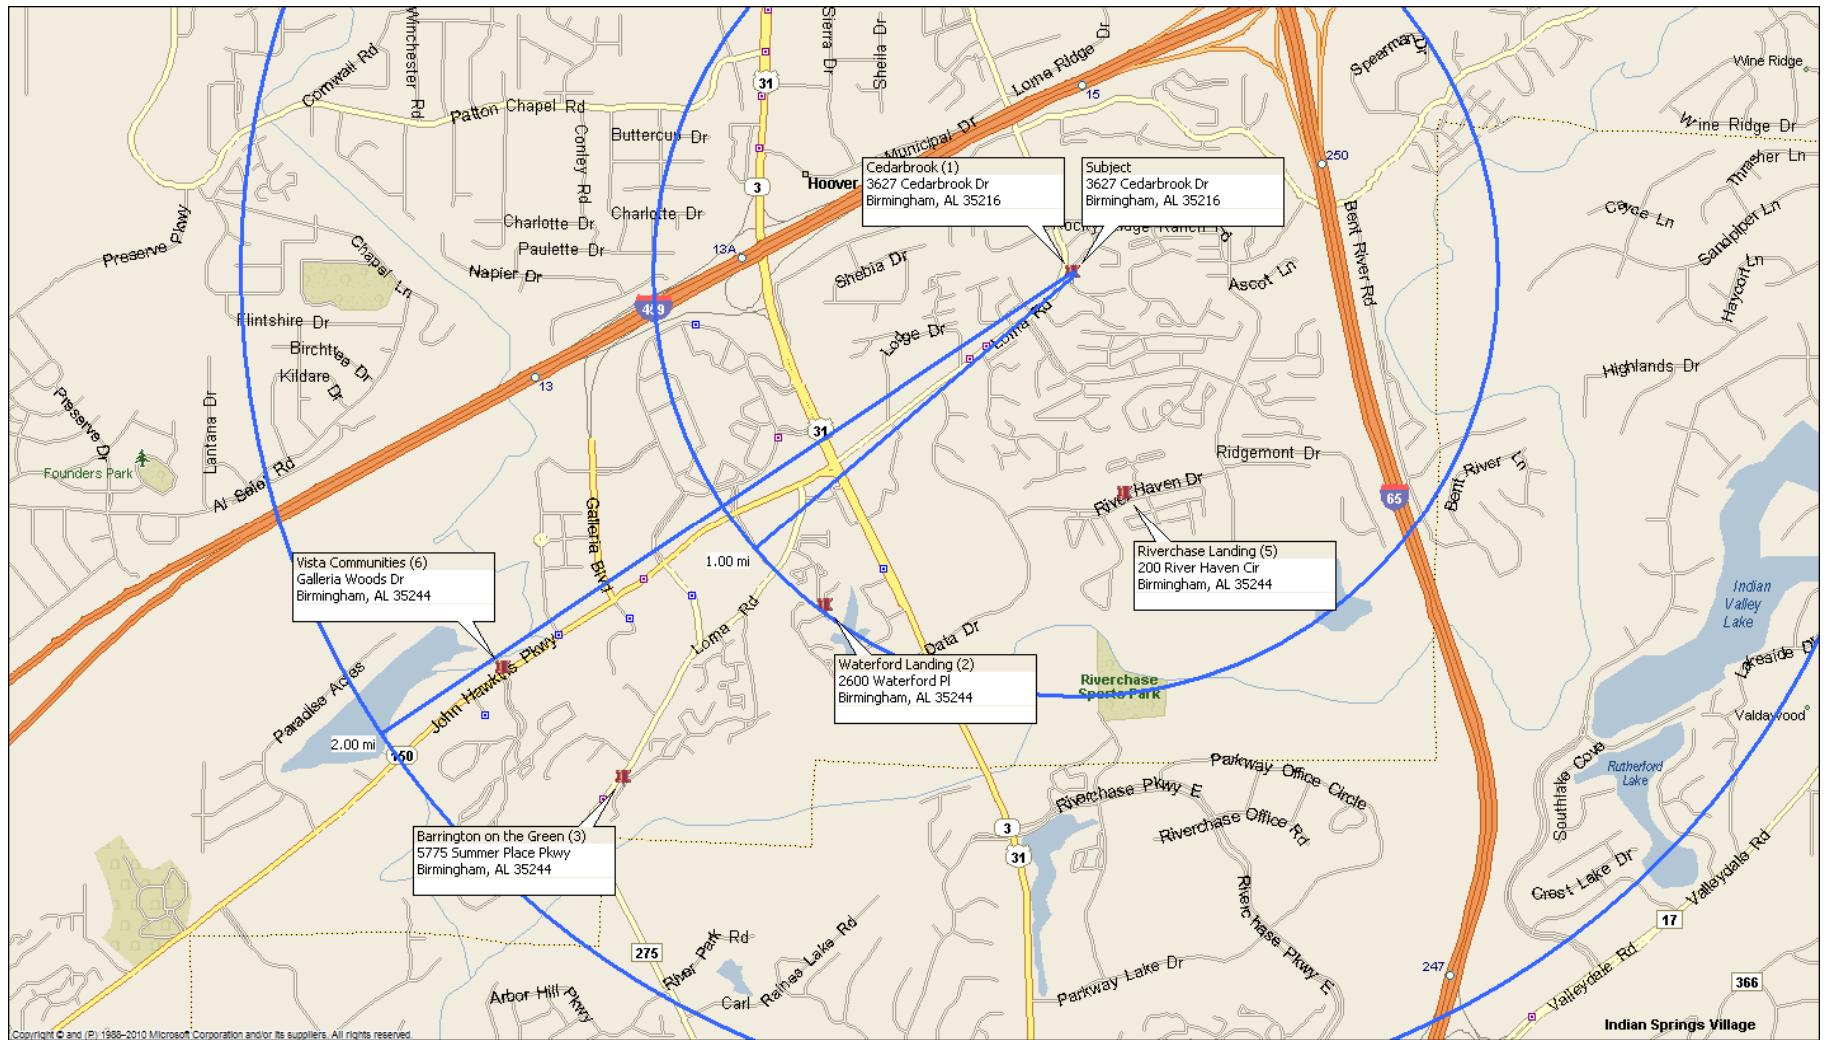 Winchester Rd
Sierra Dr
Sheila Dr
Loma Ridge Dr
Spearman Dr
Wine Ridge
Cornwall Rd
31
15
Patton Chapel Rd
Wine Ridge Dr
Buttercup Dr
Conley Rd
Municipal Dr
250
Thrasher Ln
Cedarbrook (1)
3627 Cedarbrook Dr
Birmingham, AL 35216
Subject
3627 Cedarbrook Dr
Birmingham, AL 35216
3
Hoover
Preserve Pkwy
Charlotte Dr
Charlotte Dr
Paulette Dr
13A
Bent River Rd
Cayce Ln
Sandpiper Ln
Chapel Ln
Napier Dr
Shebia Dr
Ascot Ln
Haycort Ln
459
Flintshire Dr
Birchtree Dr
Kildare Dr
Lodge Dr
Lorna Rd
13
Highlands Dr
Preserve Dr
Lantana Dr
31
Founders Park
Al Seie Rd
Ridgemont Dr
Bent River Ln
River Haven Dr
65
Galleria Blvd
1.00 mi
Vista Communities (6)
Galleria Woods Dr
Birmingham, AL 35244
Riverchase Landing (5)
200 River Haven Cir
Birmingham, AL 35244
Indian
Valley
Lake
Lorna Rd
Data Dr
Lakeside Dr
Waterford Landing (2)
2600 Waterford Pl
Birmingham, AL 35244
Riverchase
Sports Park
Paradise Acres
John Hawkins Pkwy
2.00 mi
150
Valdawood
Southlake Cove
Rutherford
Lake
Parkway Office Circle
Riverchase Pkwy E
Riverchase Office Rd
3
31
Barrington on the Green (3)
5775 Summer Place Pkwy
Birmingham, AL 35244
Crest Lake Dr
Valleydale Rd
17
Riverchase Pkwy E
275
River Park Rd
Raines Lake Rd
Parkway Lake Dr
247
Valleydale Rd
366
Arbor Hill Pkwy
Carl
Indian Springs Village
Copyright © and (P) 1988–2010 Microsoft Corporation and/or its suppliers. All rights reserved.